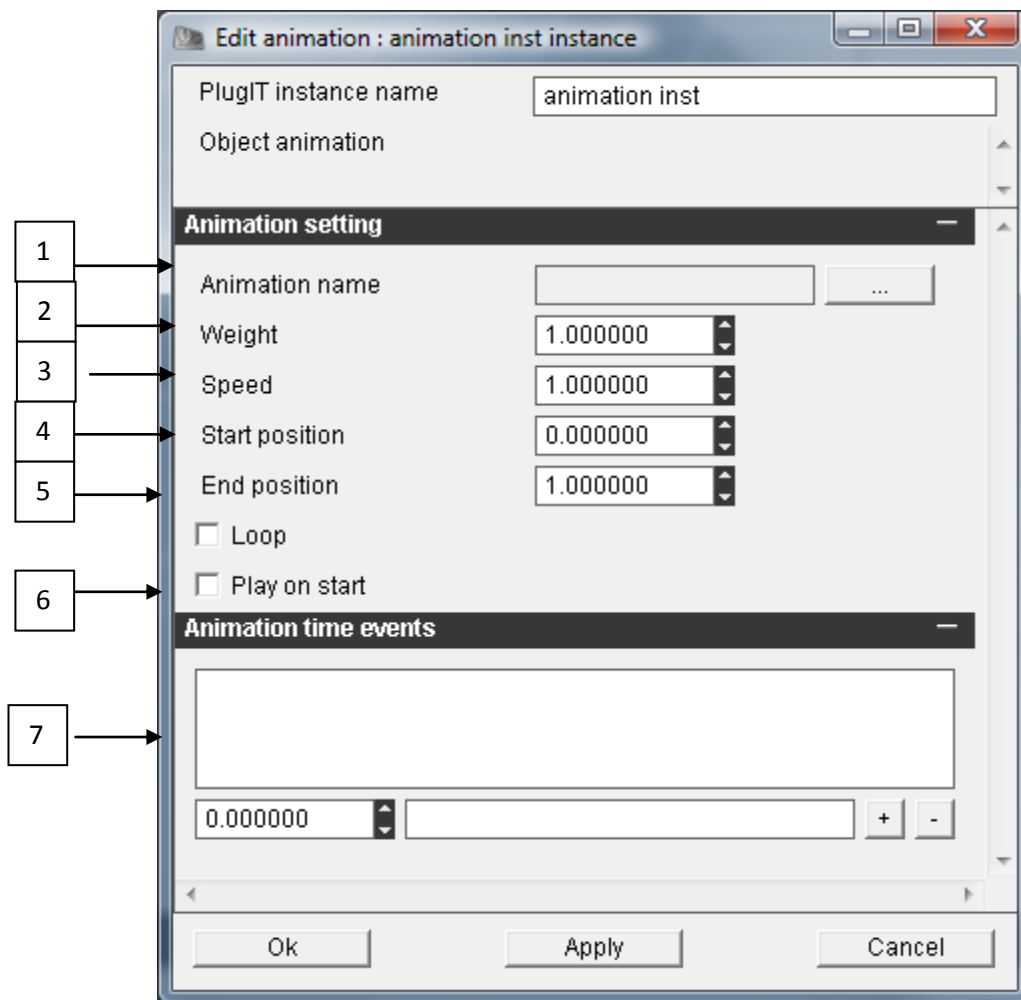 Edit animation : animation inst instance
X
PlugIT instance name
animation inst
Object animation
Animation setting
1
Animation name
...
2
Weight
1.000000
3
Speed
1.000000
4
Start position
0.000000
5
End position
1.000000
Loop
6
Play on start
Animation time events
7
0.000000
+ -
Ok Apply Cancel